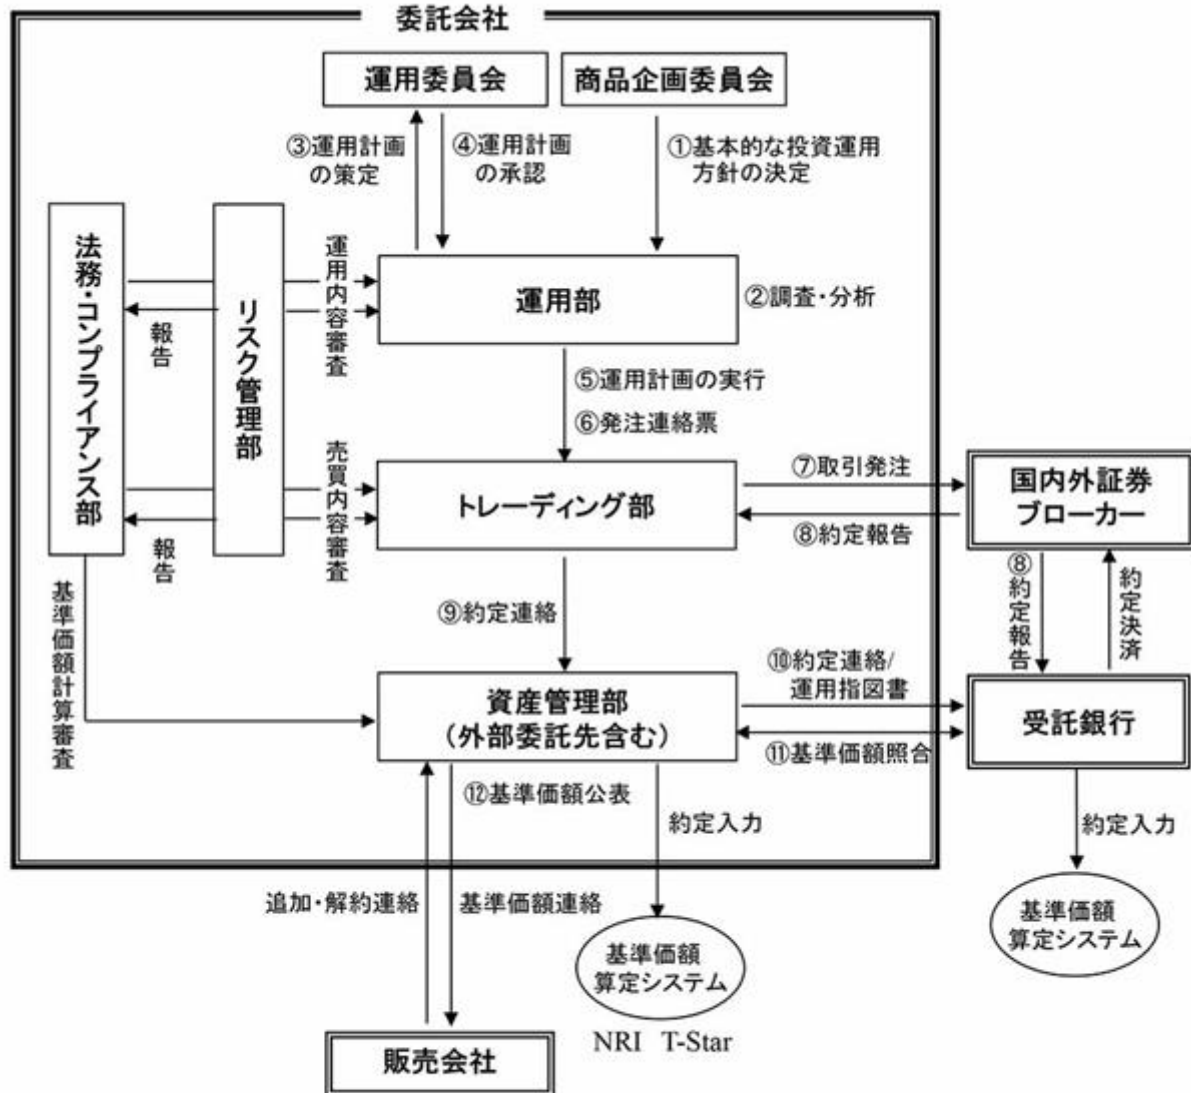 委託会社
運用委員会
商品企画委員会
③運用計画
の策定
④運用計画
の承認
①基本的な投資運用
方針の決定
法務・コンプライアンス部
リスク管理部
運用内容審査
運用部
②調査・分析
報告
⑤運用計画の実行
⑥発注連絡票
売買内容審査
トレーディング部
⑦取引発注
⑧約定報告
国内外証券
ブローカー
報告
基準価額計算審査
⑨約定連絡
⑧約定報告
約定決済
⑩約定連絡/
運用指図書
資産管理部
（外部委託先含む）
受託銀行
⑪基準価額照合
⑫基準価額公表
約定入力
約定入力
追加・解約連絡
基準価額連絡
基準価額
算定システム
基準価額
算定システム
NRI T-Star
販売会社